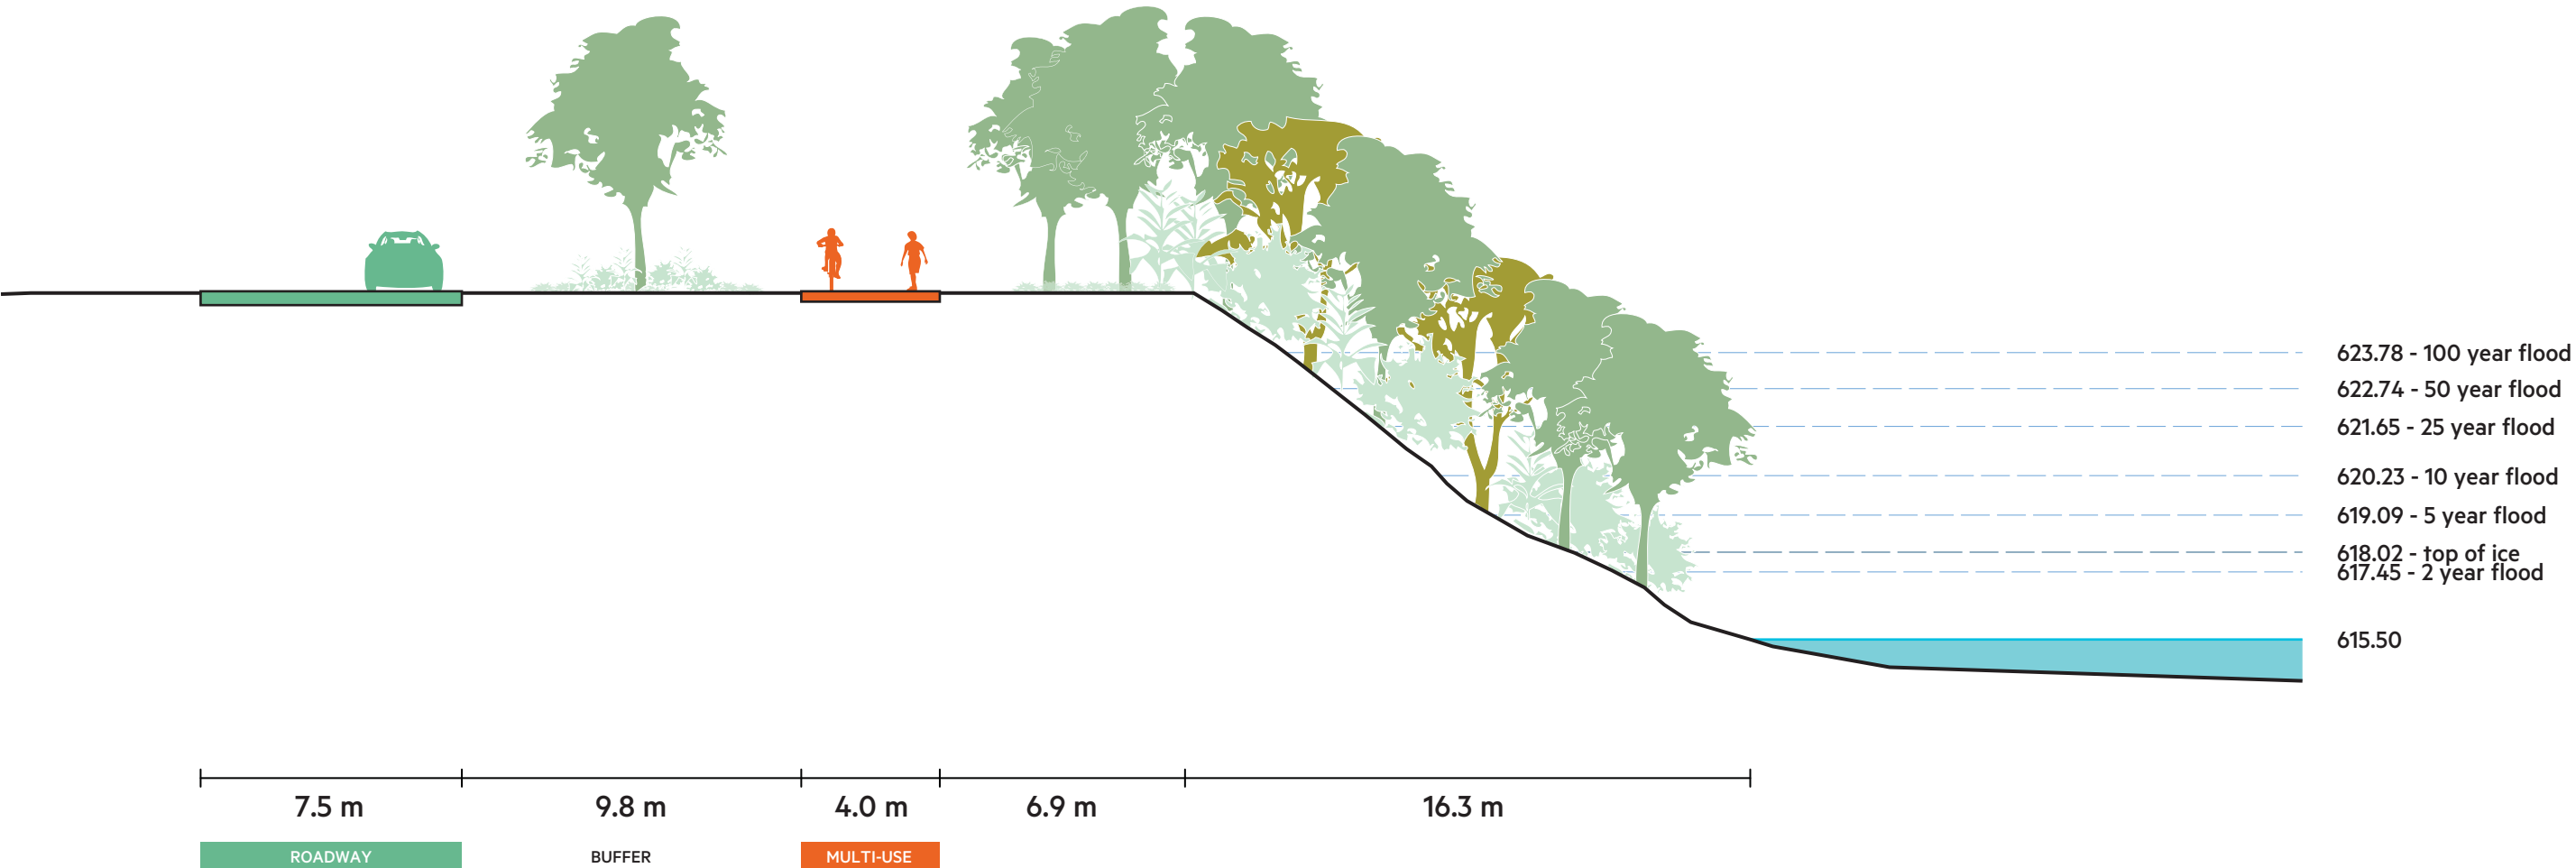 623.78 - 100 year flood
622.74 - 50 year flood
621.65 - 25 year flood
620.23 - 10 year flood
619.09 - 5 year flood
618.02 - top of ice
617.45 - 2 year flood
615.50
7.5 m 9.8 m 4.0 m 6.9 m 16.3 m
ROADWAY BUFFER MULTI-USE